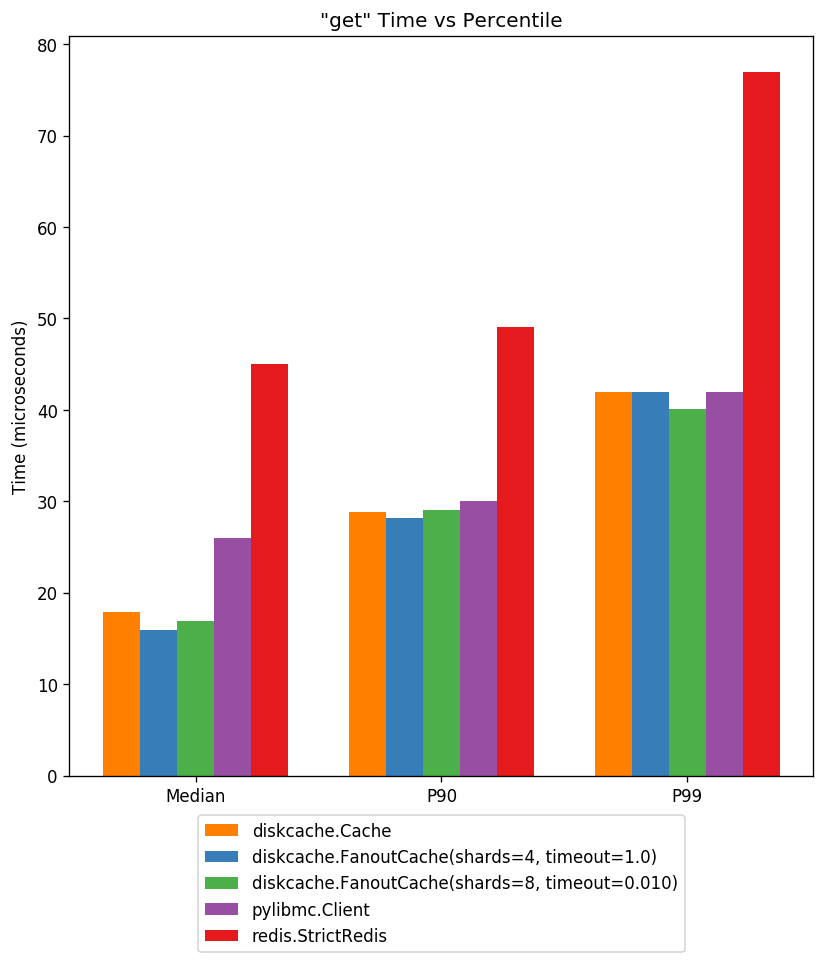 "get" Time vs Percentile
80
70
60
50
40
30
20
10
0
Time (microseconds)
Median P90 P99
diskcache.Cache
diskcache.FanoutCache(shards=4, timeout=1.0)
diskcache.FanoutCache(shards=8, timeout=0.010)
pylibmc.Client
redis.StrictRedis